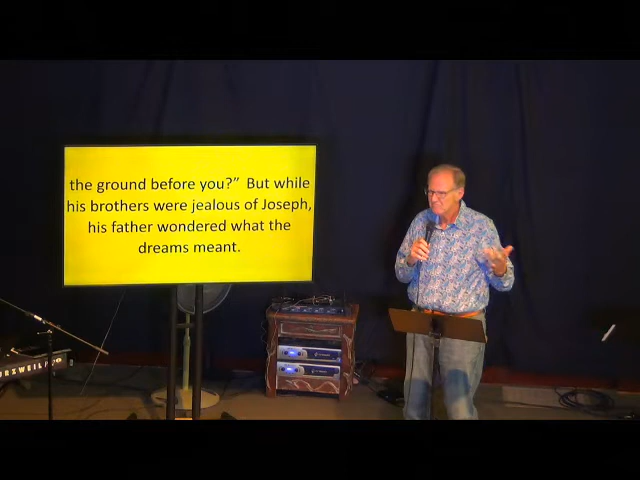 the ground before you?” But while
his brothers were jealous of Joseph,
his father wondered what the
dreams meant.
KURZWEIL